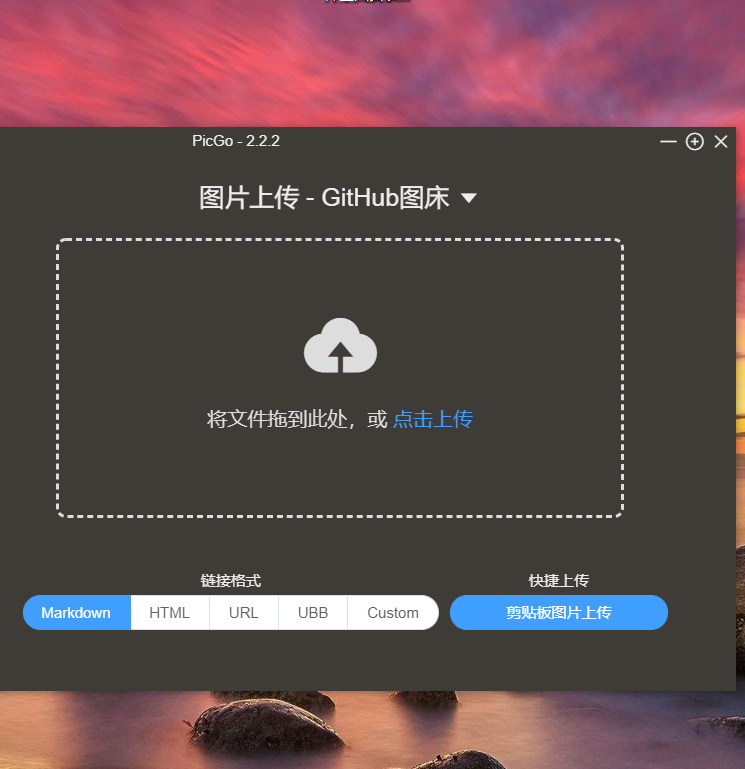 PicGo - 2.2.2
图片上传 - GitHub图床
将文件拖到此处，或 点击上传
链接格式
快捷上传
Markdown
HTML
URL
UBB
Custom
剪贴板图片上传